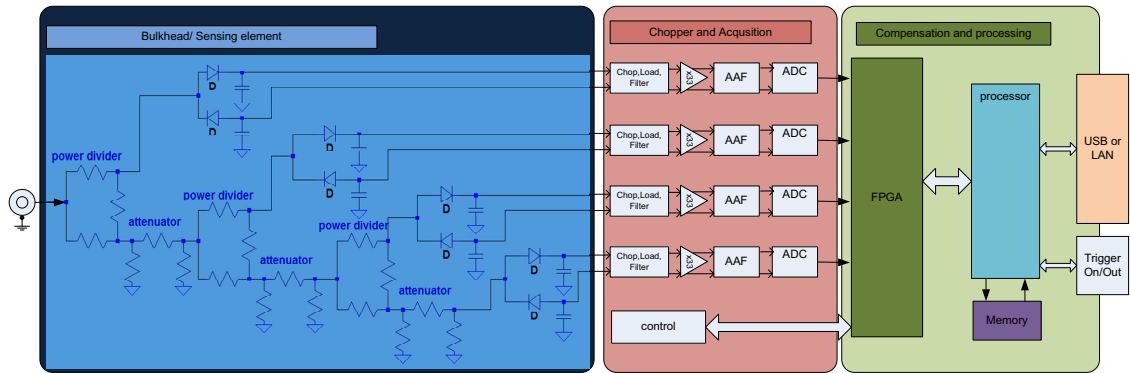 Bulkhead/ Sensing element
Chopper and Acqusition
Compensation and processing
D
D
power divider
attenuator
D
D
power divider
attenuator
D
D
power divider
attenuator
D
D
Chop,Load,
Filter
x33
AAF
ADC
Chop,Load,
Filter
x33
AAF
ADC
Chop,Load,
Filter
x33
AAF
ADC
Chop,Load,
Filter
x33
AAF
ADC
control
FPGA
processor
Memory
USB or
LAN
Trigger
On/Out